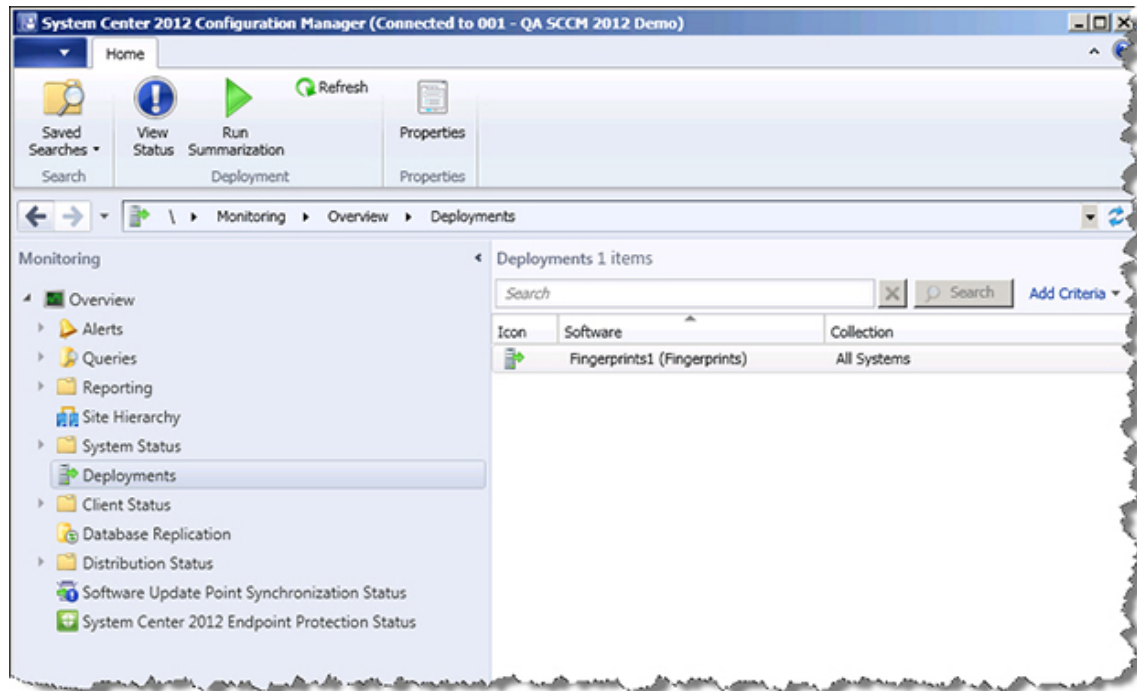 System Center 2012 Configuration Manager (Connected to 001 - QA SCCM 2012 Demo)
Home
Saved Searches
View Status
Run Summarization
Refresh
Properties
Search
Deployment
Properties
\ Monitoring Overview Deployments
Monitoring
Overview
Alerts
Queries
Reporting
Site Hierarchy
System Status
Deployments
Client Status
Database Replication
Distribution Status
Software Update Point Synchronization Status
System Center 2012 Endpoint Protection Status
Deployments 1 items
Search
Search
Add Criteria
Icon Software Collection
Fingerprints1 (Fingerprints) All Systems